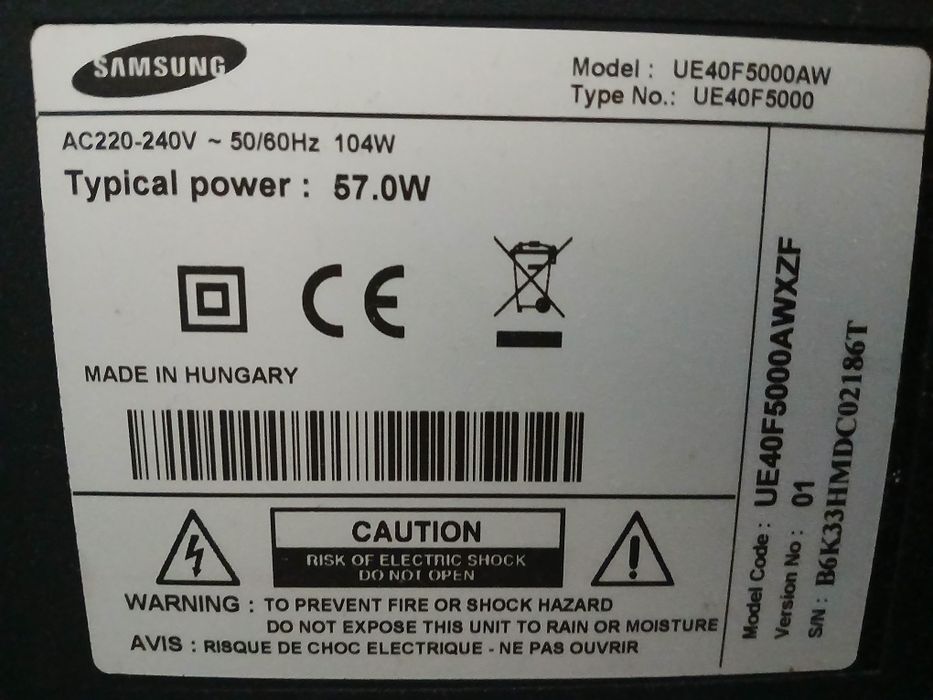 SAMSUNG
Model : UE40F5000AW
Type No.: UE40F5000
AC220-240V ~ 50/60Hz 104W
Typical power : 57.0W
CE
MADE IN HUNGARY
CAUTION
RISK OF ELECTRIC SHOCK
DO NOT OPEN
WARNING : TO PREVENT FIRE OR SHOCK HAZARD
DO NOT EXPOSE THIS UNIT TO RAIN OR MOISTURE
AVIS : RISQUE DE CHOC ELECTRIQUE - NE PAS OUVRIR
Model Code : UE40F5000AWXZF
Version No : 01
S/N : B6K33HMDC02186T